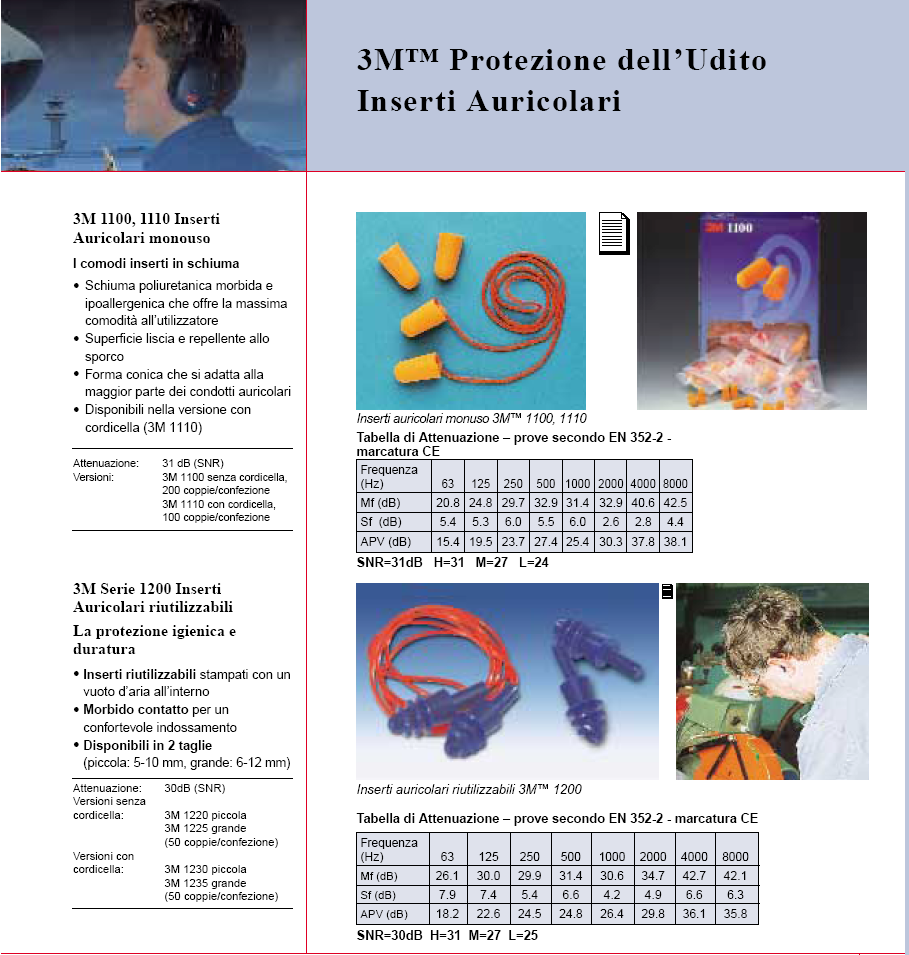 3M™ Protezione dell’Udito
Inserti Auricolari
3M 1100, 1110 Inserti
Auricolari monouso
I comodi inserti in schiuma
• Schiuma poliuretanica morbida e
ipoallergenica che offre la massima
comodità all’utilizzatore
• Superficie liscia e repellente allo
sporco
• Forma conica che si adatta alla
maggior parte dei condotti auricolari
• Disponibili nella versione con
cordicella (3M 1110)
Attenuazione: 31 dB (SNR)
Versioni: 3M 1100 senza cordicella,
200 coppie/confezione
3M 1110 con cordicella,
100 coppie/confezione
3M 1100
Inserti auricolari monuso 3M™ 1100, 1110
Tabella di Attenuazione – prove secondo EN 352-2 -
marcatura CE
Frequenza
(Hz) 63 125 250 500 1000 2000 4000 8000
Mf (dB) 20.8 24.8 29.7 32.9 31.4 32.9 40.6 42.5
Sf (dB) 5.4 5.3 6.0 5.5 6.0 2.6 2.8 4.4
APV (dB) 15.4 19.5 23.7 27.4 25.4 30.3 37.8 38.1
SNR=31dB H=31 M=27 L=24
3M Serie 1200 Inserti
Auricolari riutilizzabili
La protezione igienica e
duratura
• Inserti riutilizzabili stampati con un
vuoto d’aria all’interno
• Morbido contatto per un
confortevole indossamento
• Disponibili in 2 taglie
(piccola: 5-10 mm, grande: 6-12 mm)
Attenuazione: 30dB (SNR)
Versioni senza
cordicella: 3M 1220 piccola
3M 1225 grande
(50 coppie/confezione)
Versioni con
cordicella: 3M 1230 piccola
3M 1235 grande
(50 coppie/confezione)
Inserti auricolari riutilizzabili 3M™ 1200
Tabella di Attenuazione – prove secondo EN 352-2 - marcatura CE
Frequenza
(Hz) 63 125 250 500 1000 2000 4000 8000
Mf (dB) 26.1 30.0 29.9 31.4 30.6 34.7 42.7 42.1
Sf (dB) 7.9 7.4 5.4 6.6 4.2 4.9 6.6 6.3
APV (dB) 18.2 22.6 24.5 24.8 26.4 29.8 36.1 35.8
SNR=30dB H=31 M=27 L=25